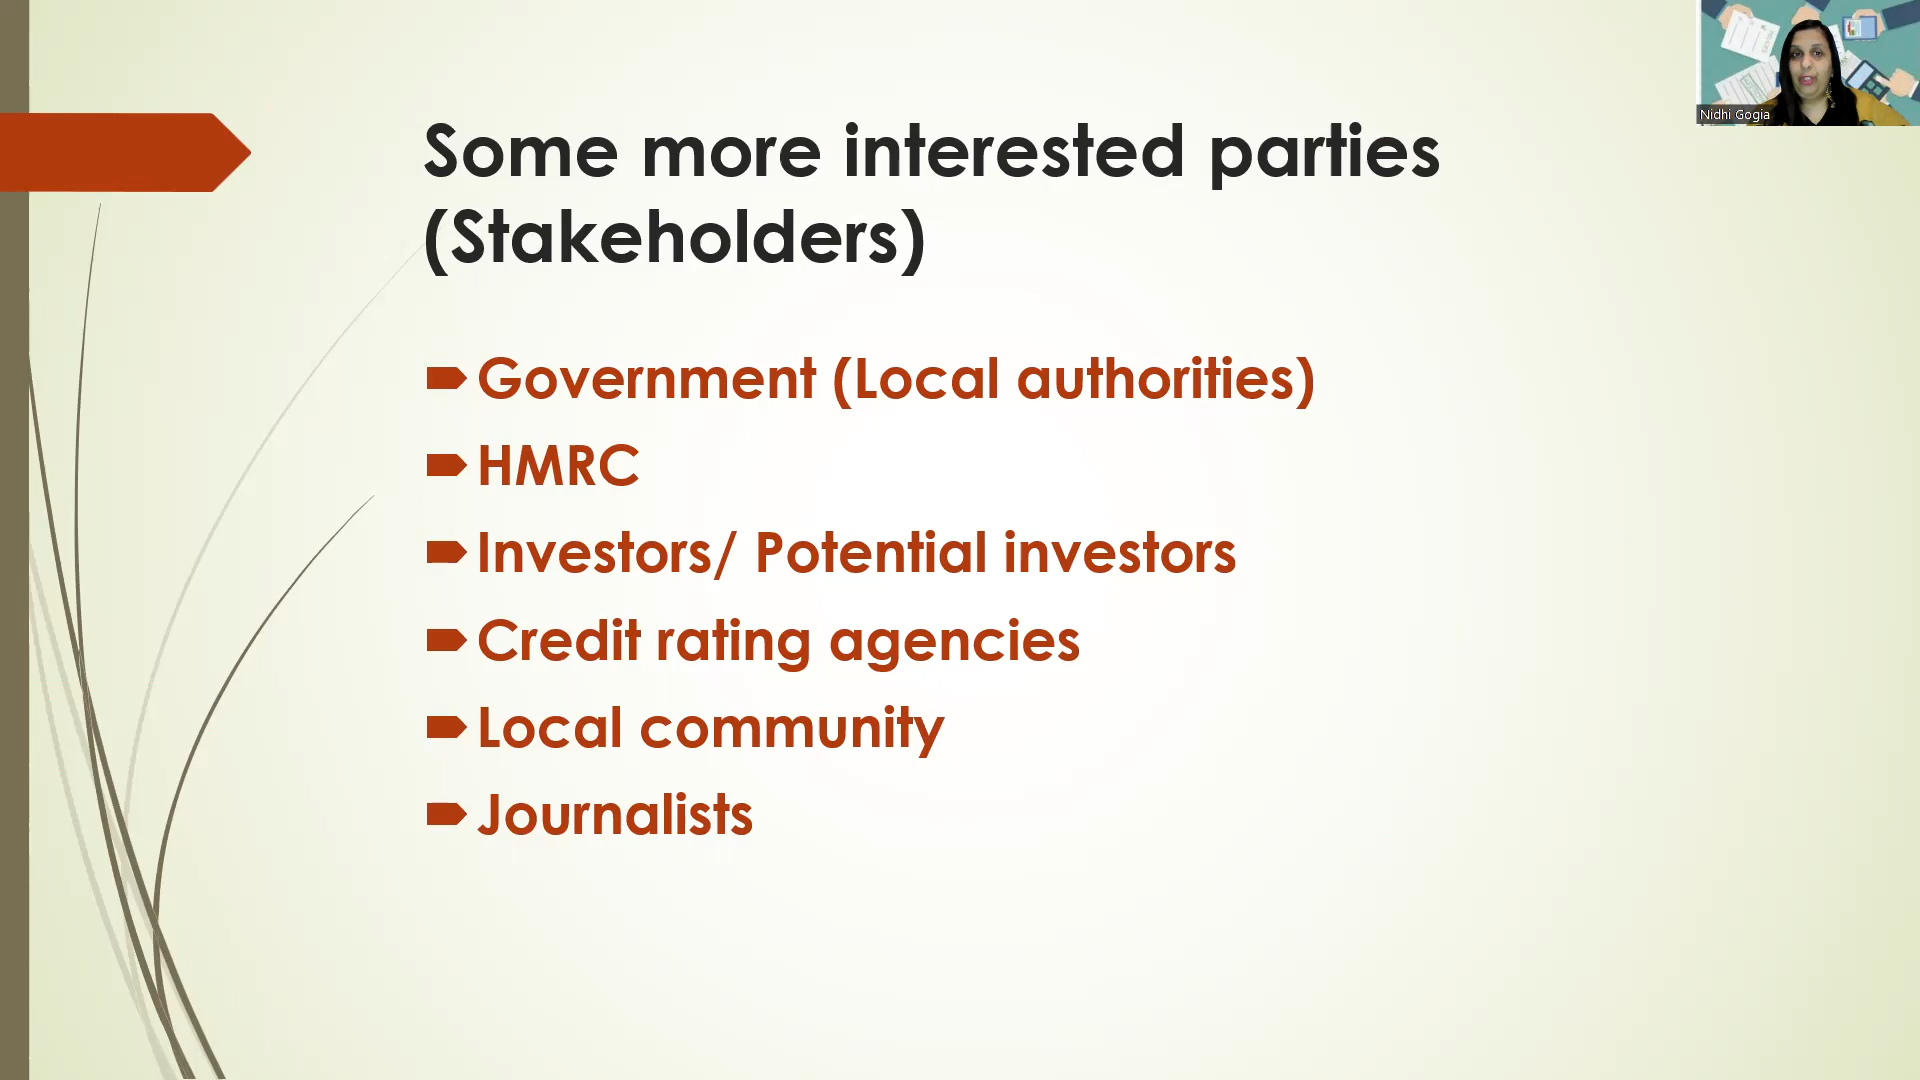 Some more interested parties
(Stakeholders)
Government (Local authorities)
HMRC
Investors/ Potential investors
Credit rating agencies
Local community
Journalists
Nidhi Gogia